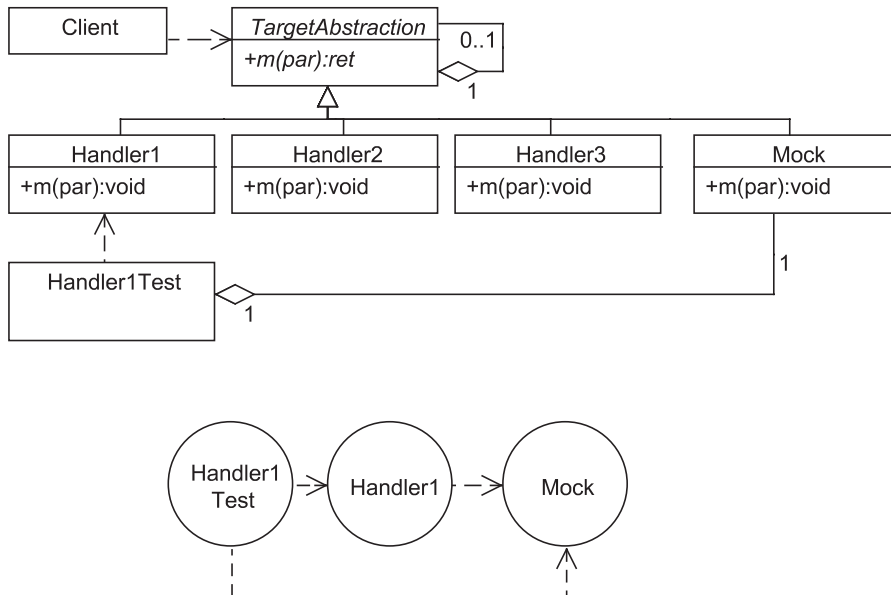 Client
TargetAbstraction
+m(par):ret
0..1
1
Handler1
+m(par):void
Handler2
+m(par):void
Handler3
+m(par):void
Mock
+m(par):void
Handler1Test
1
1
Handler1
Test
Handler1
Mock